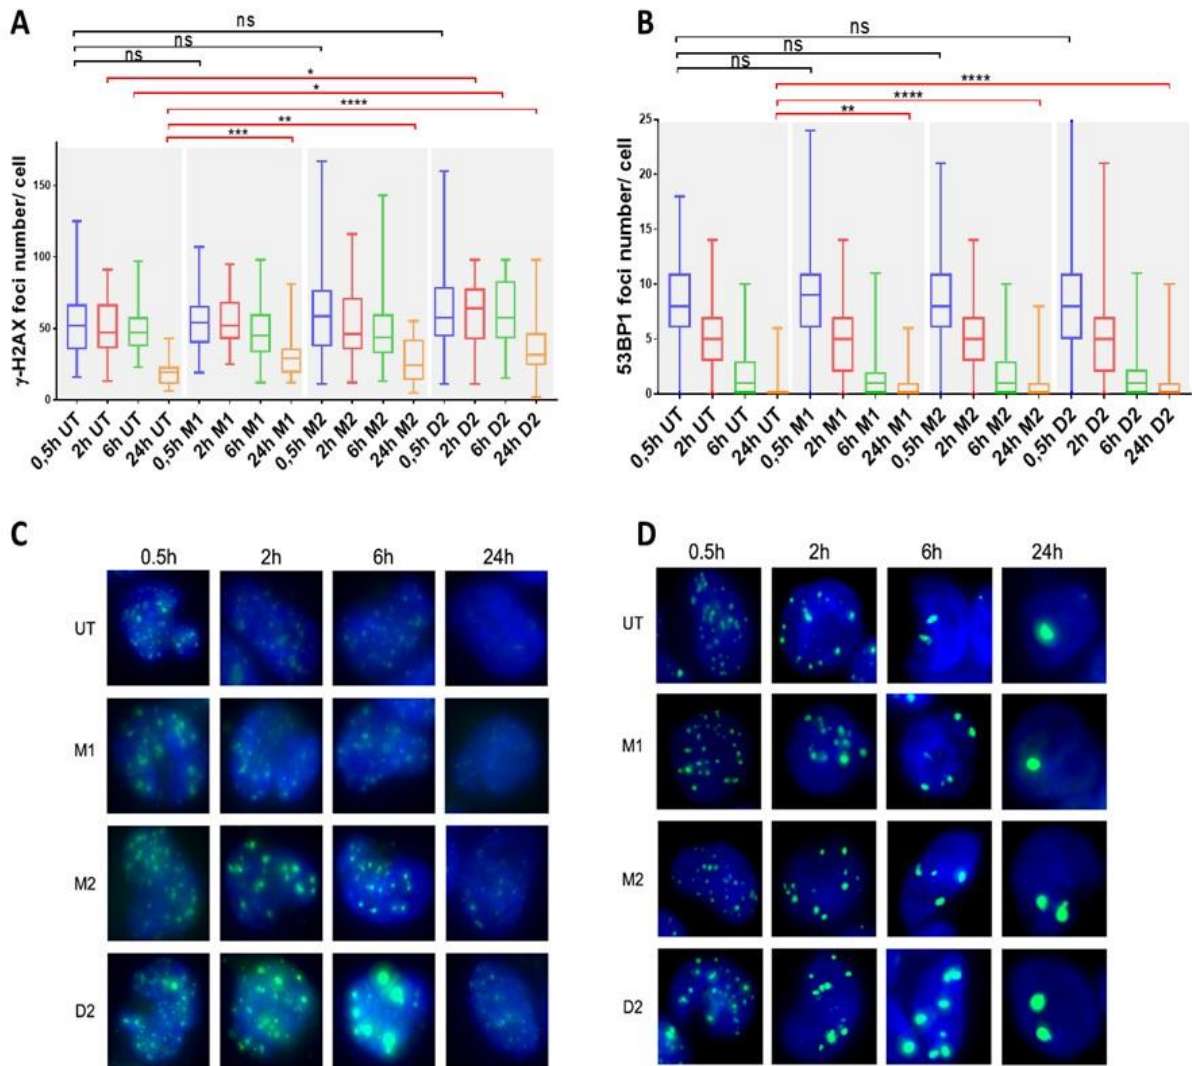 A
ns
ns
ns
*
*
****
**
***
γ-H2AX foci number/ cell
150
100
50
0
0,5h UT
2h UT
6h UT
24h UT
0,5h M1
2h M1
6h M1
24h M1
0,5h M2
2h M2
6h M2
24h M2
0,5h D2
2h D2
6h D2
24h D2
B
ns
ns
ns
****
****
**
53BP1 foci number/ cell
25
20
15
10
5
0
0,5h UT
2h UT
6h UT
24h UT
0,5h M1
2h M1
6h M1
24h M1
0,5h M2
2h M2
6h M2
24h M2
0,5h D2
2h D2
6h D2
24h D2
C
0.5h 2h 6h 24h
UT
M1
M2
D2
D
0.5h 2h 6h 24h
UT
M1
M2
D2